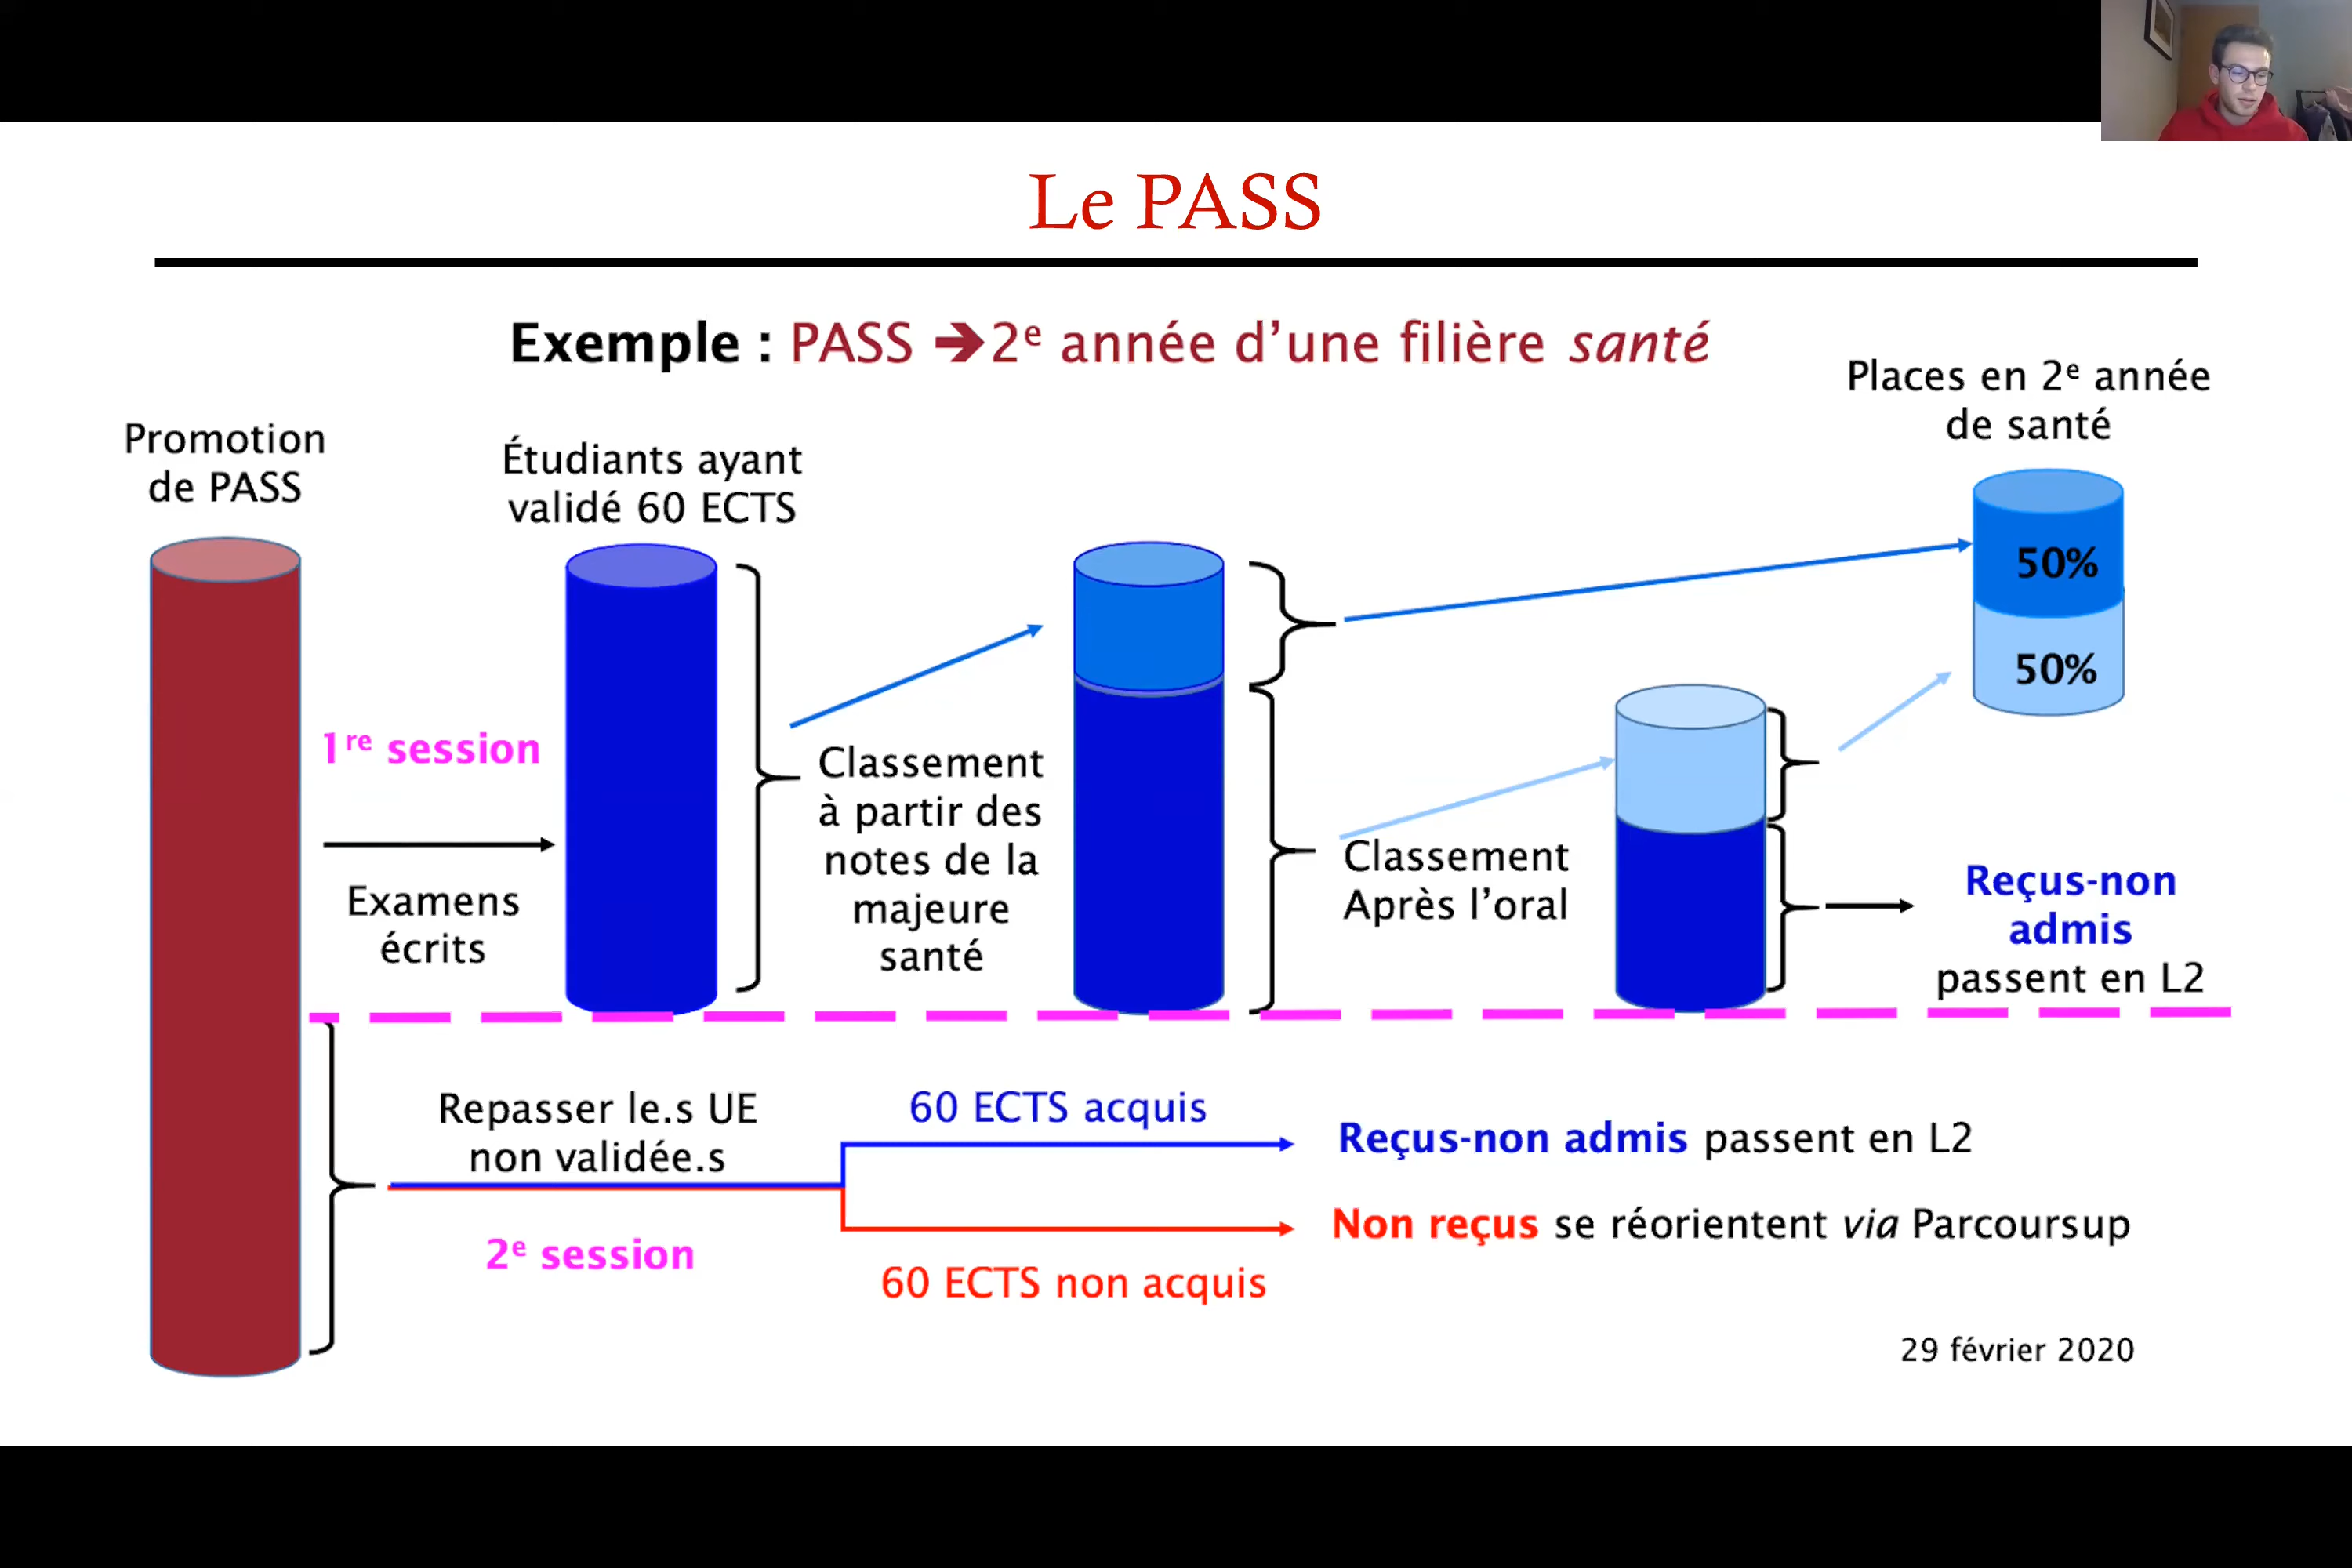 Le PASS
Exemple : PASS ➔2e année d’une filière santé
Places en 2e année
de santé
Promotion
de PASS
Étudiants ayant
validé 60 ECTS
50%
50%
1re session
Examens
écrits
Classement
à partir des
notes de la
majeure
santé
Classement
Après l’oral
Reçus-non
admis
passent en L2
Repasser le.s UE
non validée.s
2e session
60 ECTS acquis
60 ECTS non acquis
Reçus-non admis passent en L2
Non reçus se réorientent via Parcoursup
29 février 2020